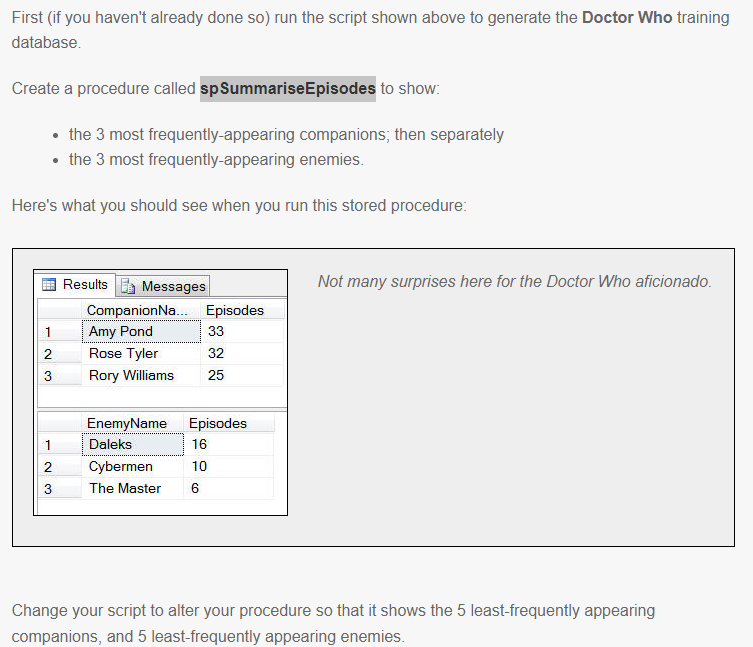 First (if you haven't already done so) run the script shown above to generate the Doctor Who training
database.
Create a procedure called spSummariseEpisodes to show:
• the 3 most frequently-appearing companions; then separately
• the 3 most frequently-appearing enemies.
Here's what you should see when you run this stored procedure:
Results Messages
CompanionNa... Episodes
1 Amy Pond 33
2 Rose Tyler 32
3 Rory Williams 25
EnemyName Episodes
1 Daleks 16
2 Cybermen 10
3 The Master 6
Not many surprises here for the Doctor Who aficionado.
Change your script to alter your procedure so that it shows the 5 least-frequently appearing
companions, and 5 least-frequently appearing enemies.